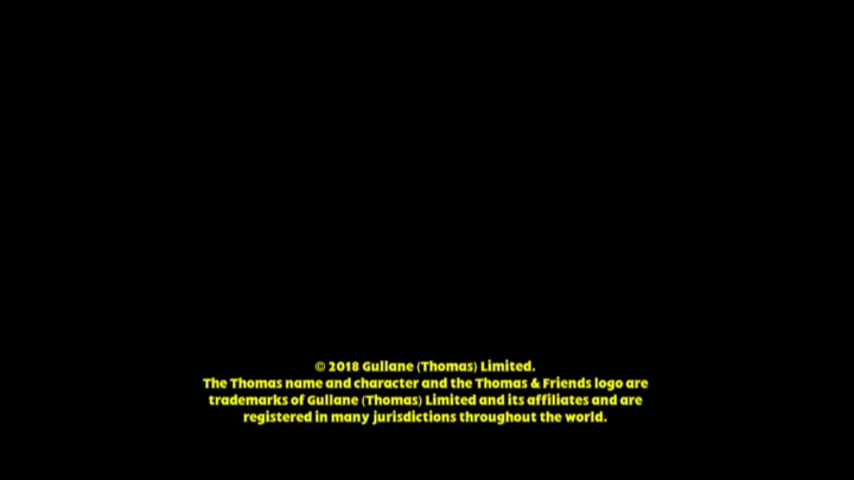 © 2018 Gullane (Thomas) Limited.
The Thomas name and character and the Thomas & Friends logo are
trademarks of Gullane (Thomas) Limited and its affiliates and are
registered in many jurisdictions throughout the world.